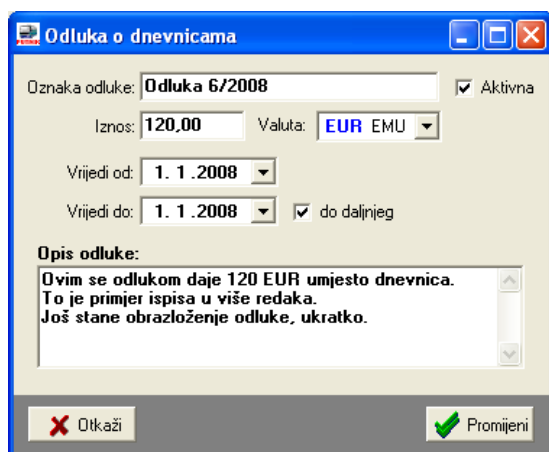 Odluka o dnevnicama
Oznaka odluke: Odluka 6/2008 Aktivna
Iznos: 120,00 Valuta: EUR EMU
Vrijedi od: 1. 1 .2008
Vrijedi do: 1. 1 .2008 do daljnjeg
Opis odluke:
Ovim se odlukom daje 120 EUR umjesto dnevnica.
To je primjer ispisa u više redaka.
Još stane obrazloženje odluke, ukratko.
Otkaži Promijeni